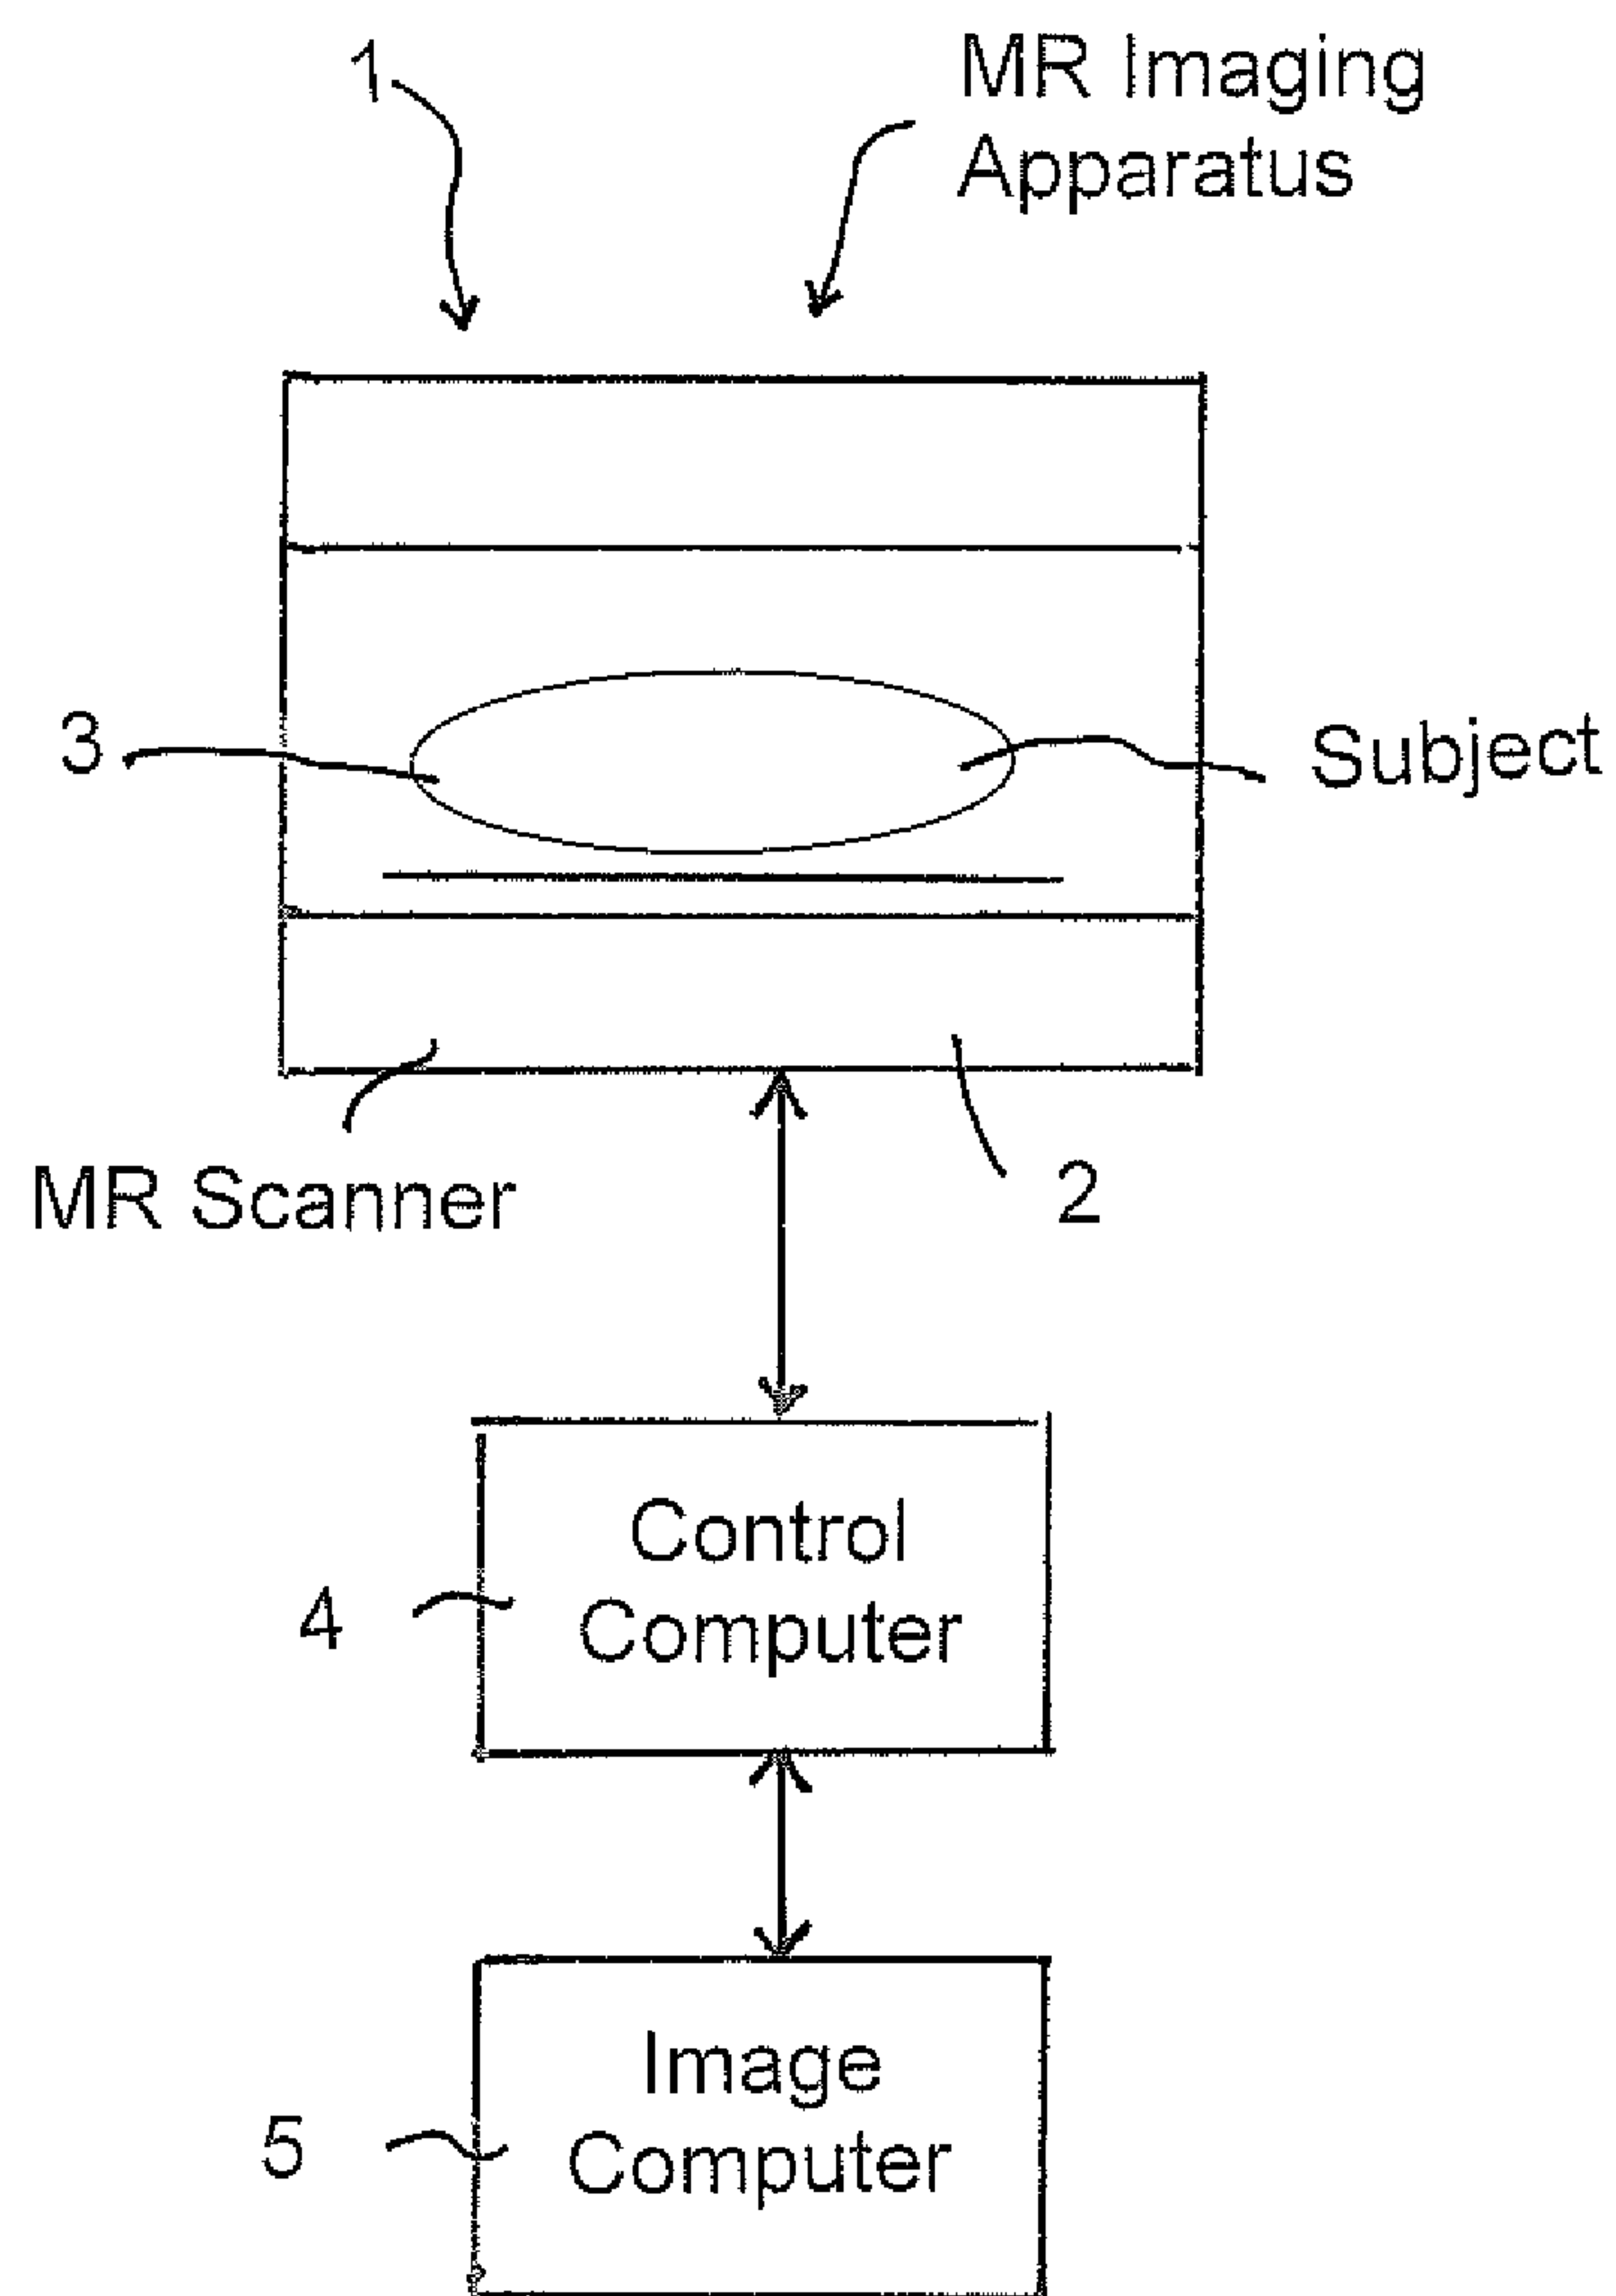 1
MR Imaging
Apparatus
3
Subject
MR Scanner
2
Control
Computer
4
Image
Computer
5